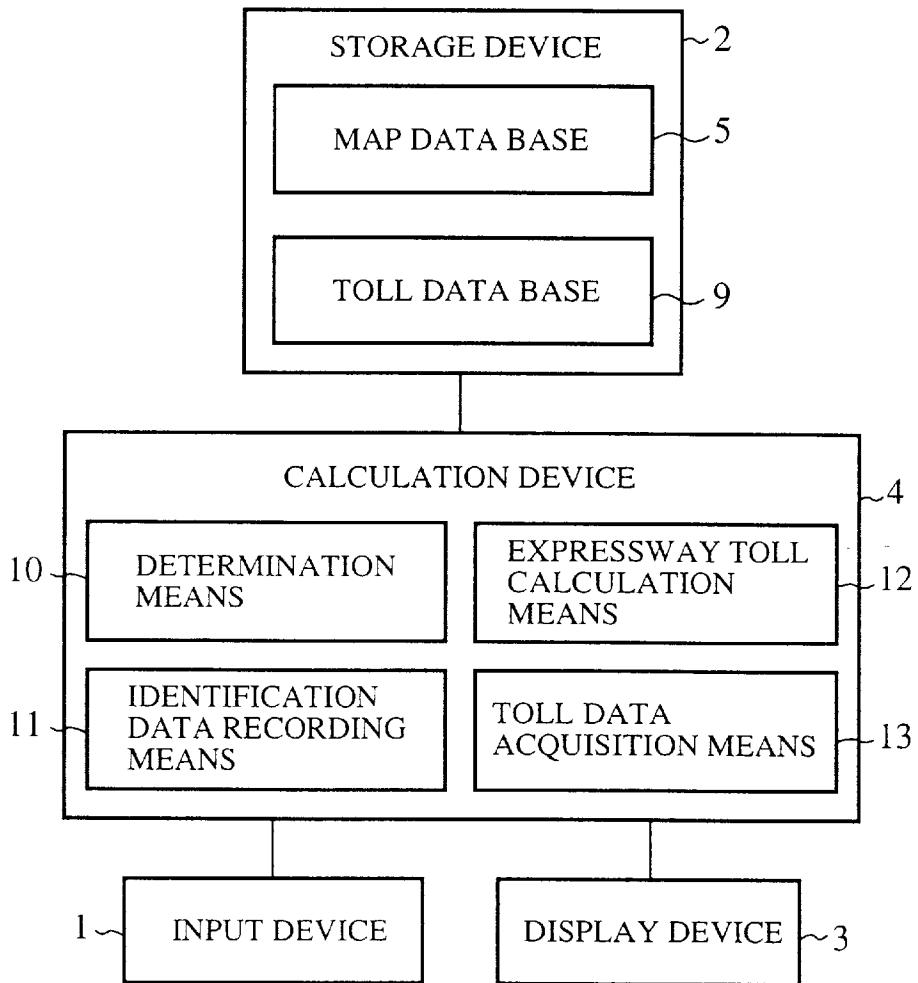 STORAGE DEVICE
2
MAP DATA BASE
5
TOLL DATA BASE
9
CALCULATION DEVICE
4
10
DETERMINATION
MEANS
EXPRESSWAY TOLL
CALCULATION
MEANS
12
11
IDENTIFICATION
DATA RECORDING
MEANS
TOLL DATA
ACQUISITION MEANS
13
1
INPUT DEVICE
DISPLAY DEVICE
3